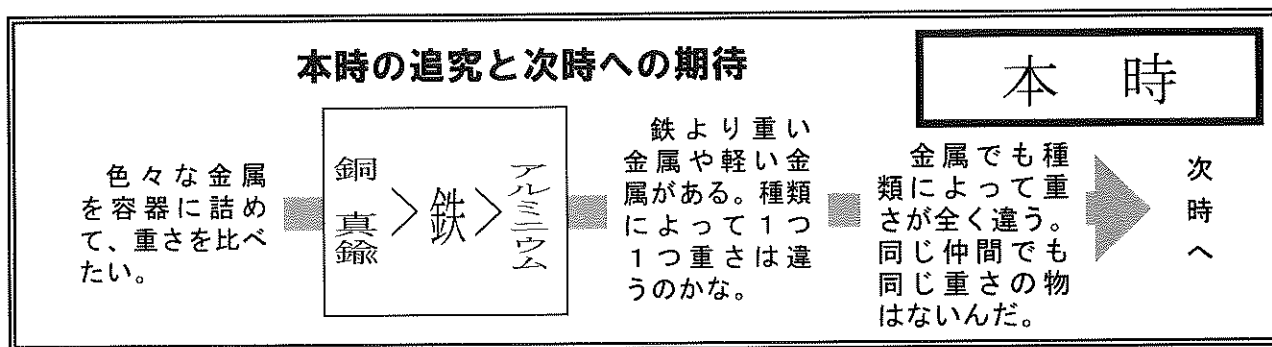 本時の追究と次時への期待
本 時
色々な金属
を容器に詰め
て、重さを比べ
たい。
銅 真鍮
>
鉄
>
アルミニウム
鉄より重い
金属や軽い金
属がある。種類
によって1つ
1つ重さは違
うのかな。
金属でも種
類によって重
さが全く違う。
同じ仲間でも
同じ重さの物
はないんだ。
次時へ